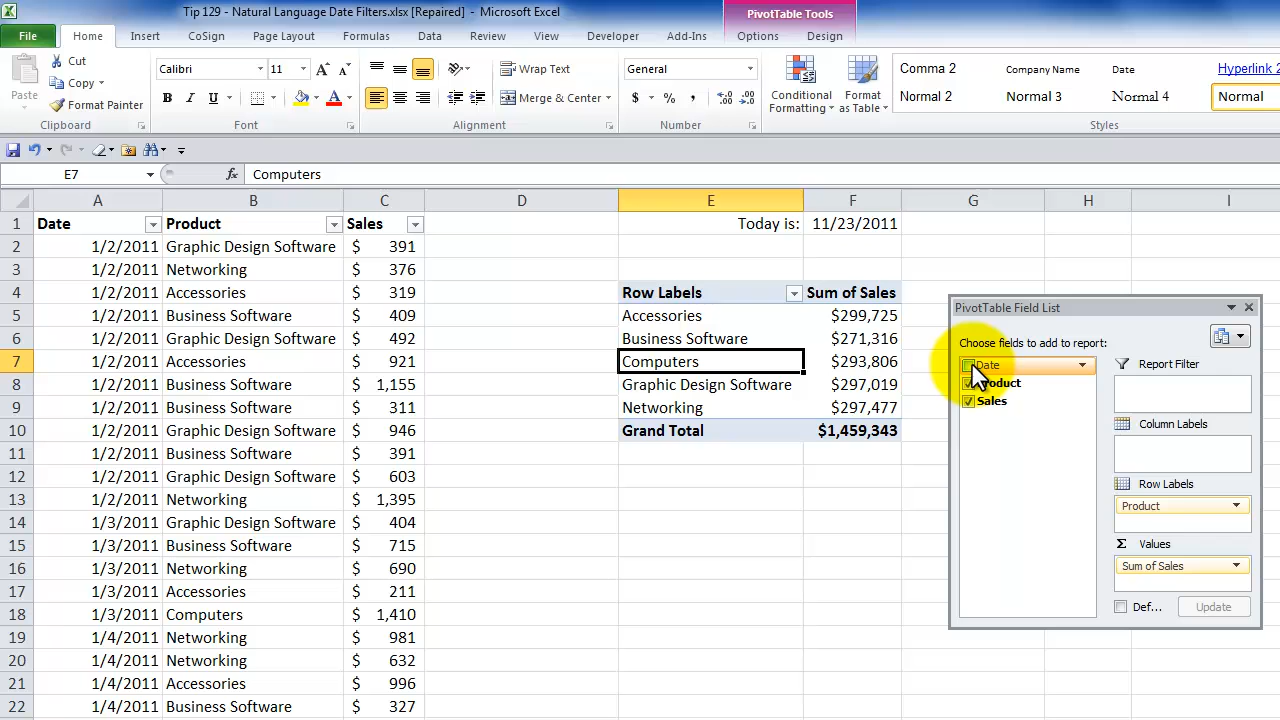 Tip 129 - Natural Language Date Filters.xlsx [Repaired] - Microsoft Excel
PivotTable Tools
File Home Insert CoSign Page Layout Formulas Data Review View Developer Add-Ins Options Design
Paste
Cut
Copy
Format Painter
Clipboard
Calibri 11
B I U
Font
Wrap Text
Merge & Center
Alignment
General
$ % ,
Number
Conditional Formatting
Format as Table
Comma 2 Company Name Date Hyperlink 2
Normal 2 Normal 3 Normal 4 Normal
Styles
E7 fx Computers
A B C D E F G H I
1 Date Product Sales Today is: 11/23/2011
2 1/2/2011 Graphic Design Software $ 391
3 1/2/2011 Networking $ 376
4 1/2/2011 Accessories $ 319 Row Labels Sum of Sales
5 1/2/2011 Business Software $ 409 Accessories $299,725
6 1/2/2011 Graphic Design Software $ 492 Business Software $271,316
7 1/2/2011 Accessories $ 921 Computers $293,806
8 1/2/2011 Business Software $ 1,155 Graphic Design Software $297,019
9 1/2/2011 Business Software $ 311 Networking $297,477
10 1/2/2011 Graphic Design Software $ 946 Grand Total $1,459,343
11 1/2/2011 Business Software $ 391
12 1/2/2011 Graphic Design Software $ 603
13 1/2/2011 Networking $ 1,395
14 1/3/2011 Graphic Design Software $ 404
15 1/3/2011 Business Software $ 715
16 1/3/2011 Networking $ 690
17 1/3/2011 Accessories $ 211
18 1/3/2011 Computers $ 1,410
19 1/4/2011 Networking $ 981
20 1/4/2011 Networking $ 632
21 1/4/2011 Accessories $ 996
22 1/4/2011 Business Software $ 327
PivotTable Field List
Choose fields to add to report:
Date
Product
Sales
Report Filter
Column Labels
Row Labels
Product
Σ Values
Sum of Sales
Def... Update